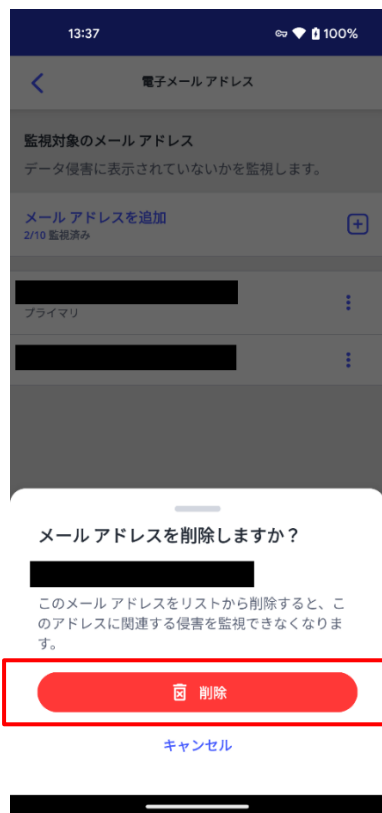 13:37
100%
電子メール アドレス
監視対象のメール アドレス
データ侵害に表示されていないかを監視します。
メール アドレスを追加
2/10 監視済み
プライマリ
メール アドレスを削除しますか？
このメール アドレスをリストから削除すると、こ
のアドレスに関連する侵害を監視できなくなりま
す。
削除
キャンセル